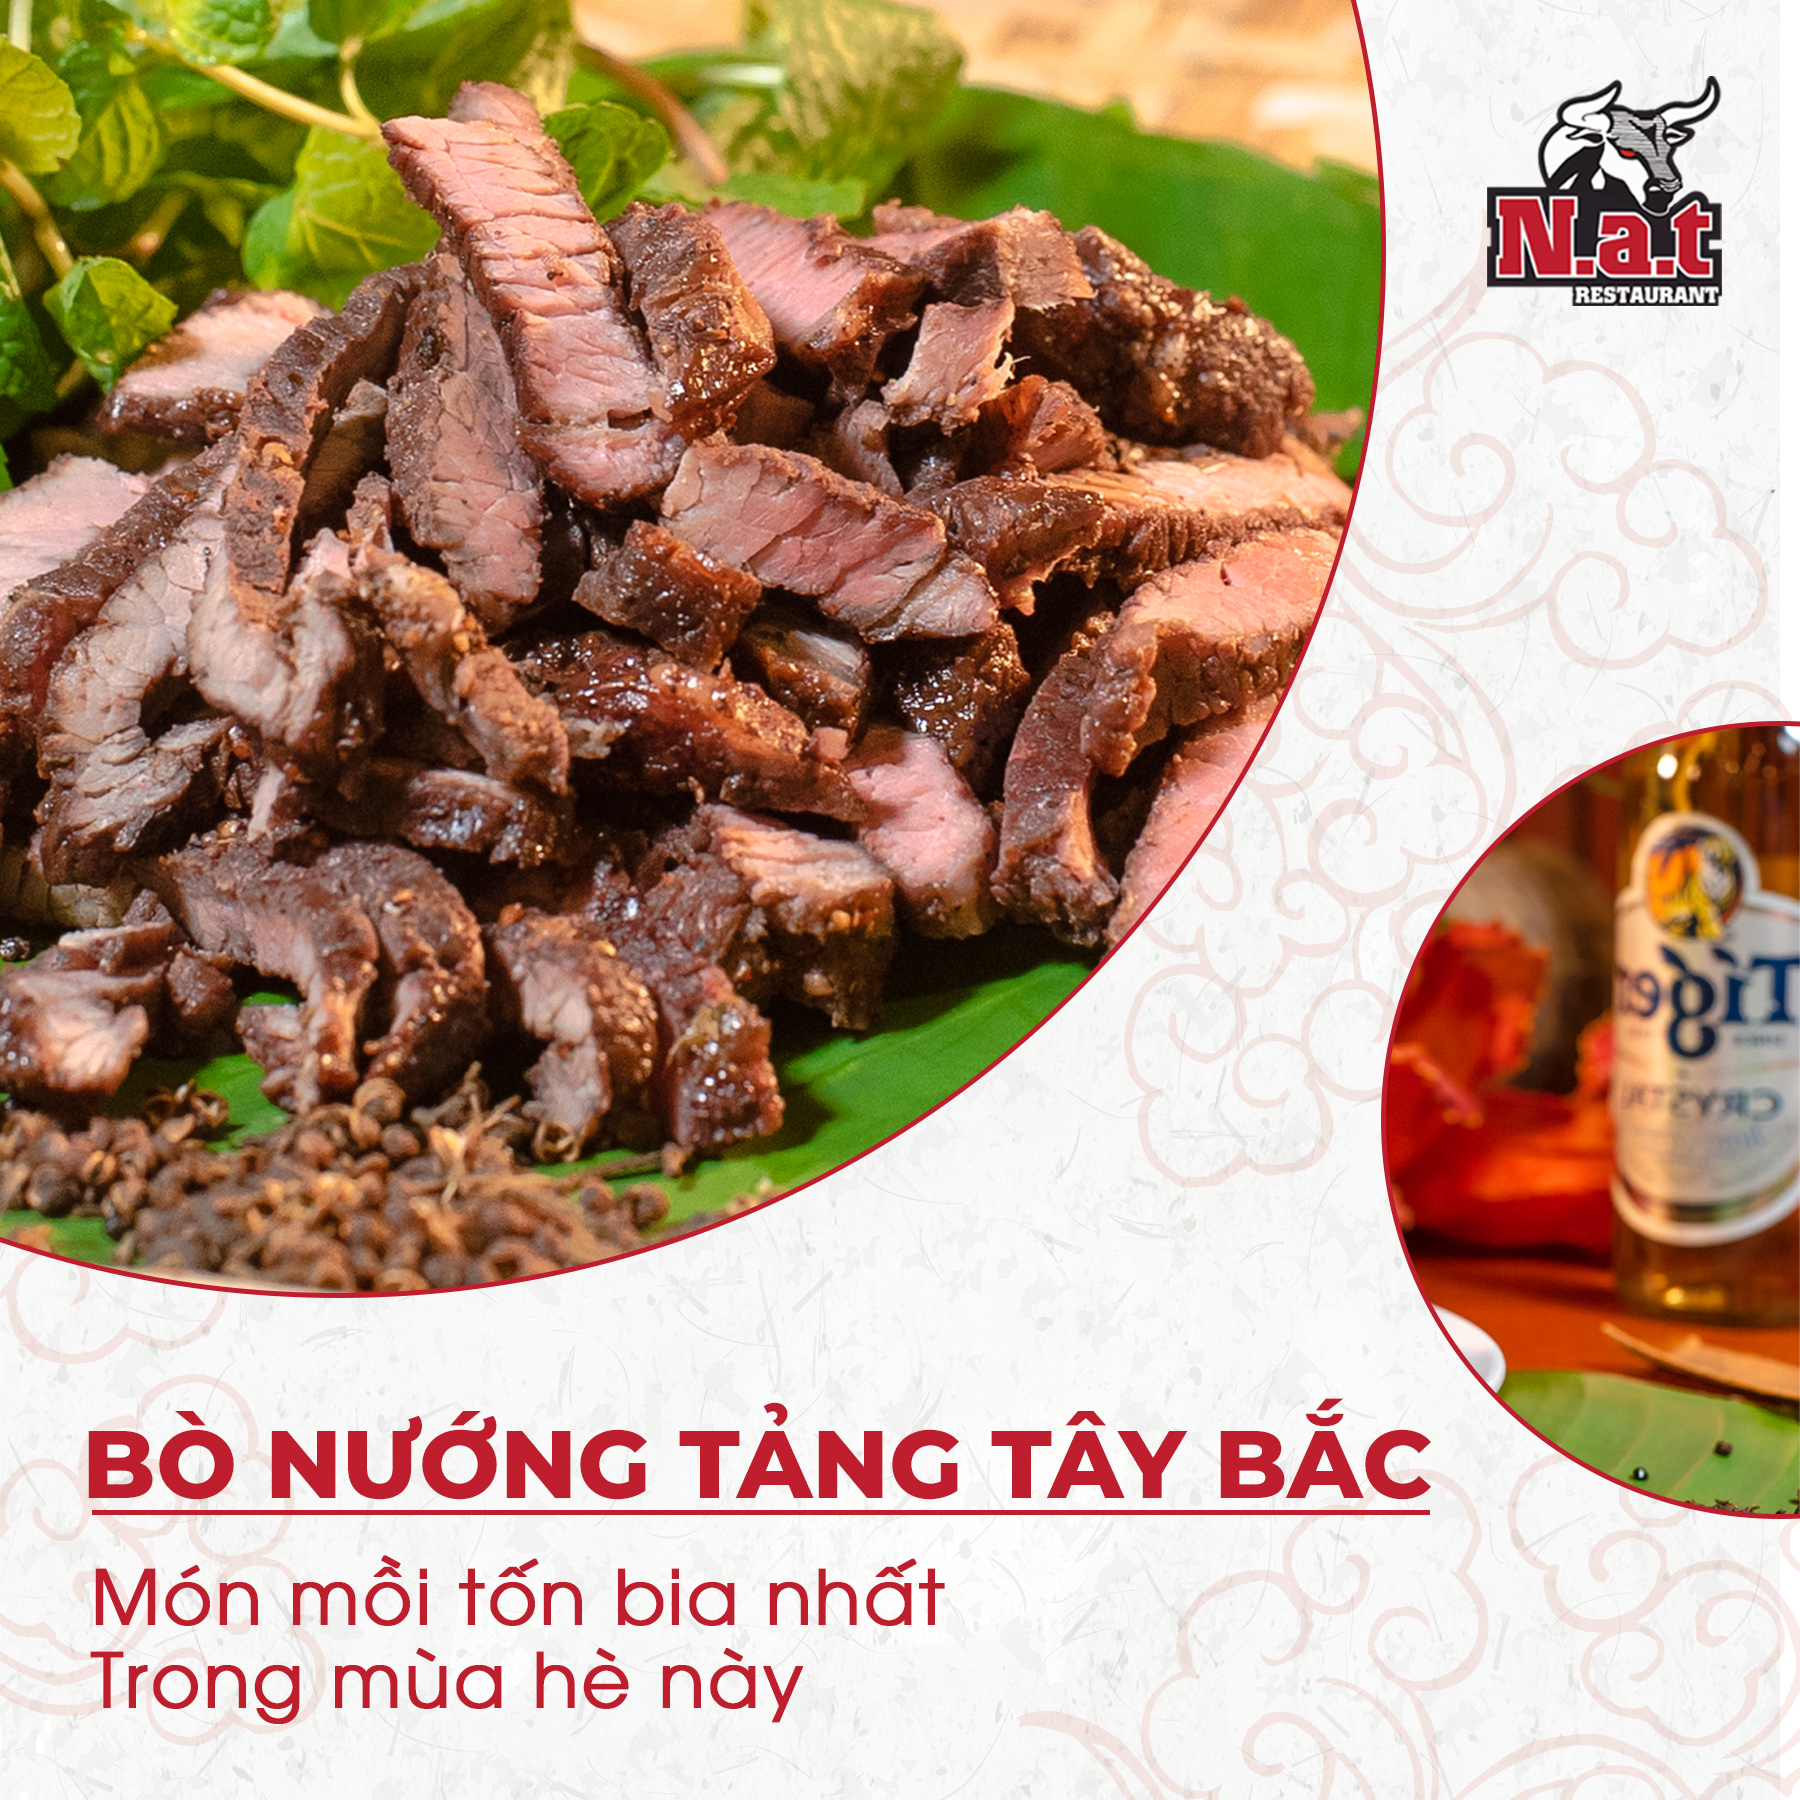 N.a.t
RESTAURANT
Tiger
CRYSTAL
BÒ NƯỚNG TẢNG TÂY BẮC
Món mồi tốn bia nhất
Trong mùa hè này